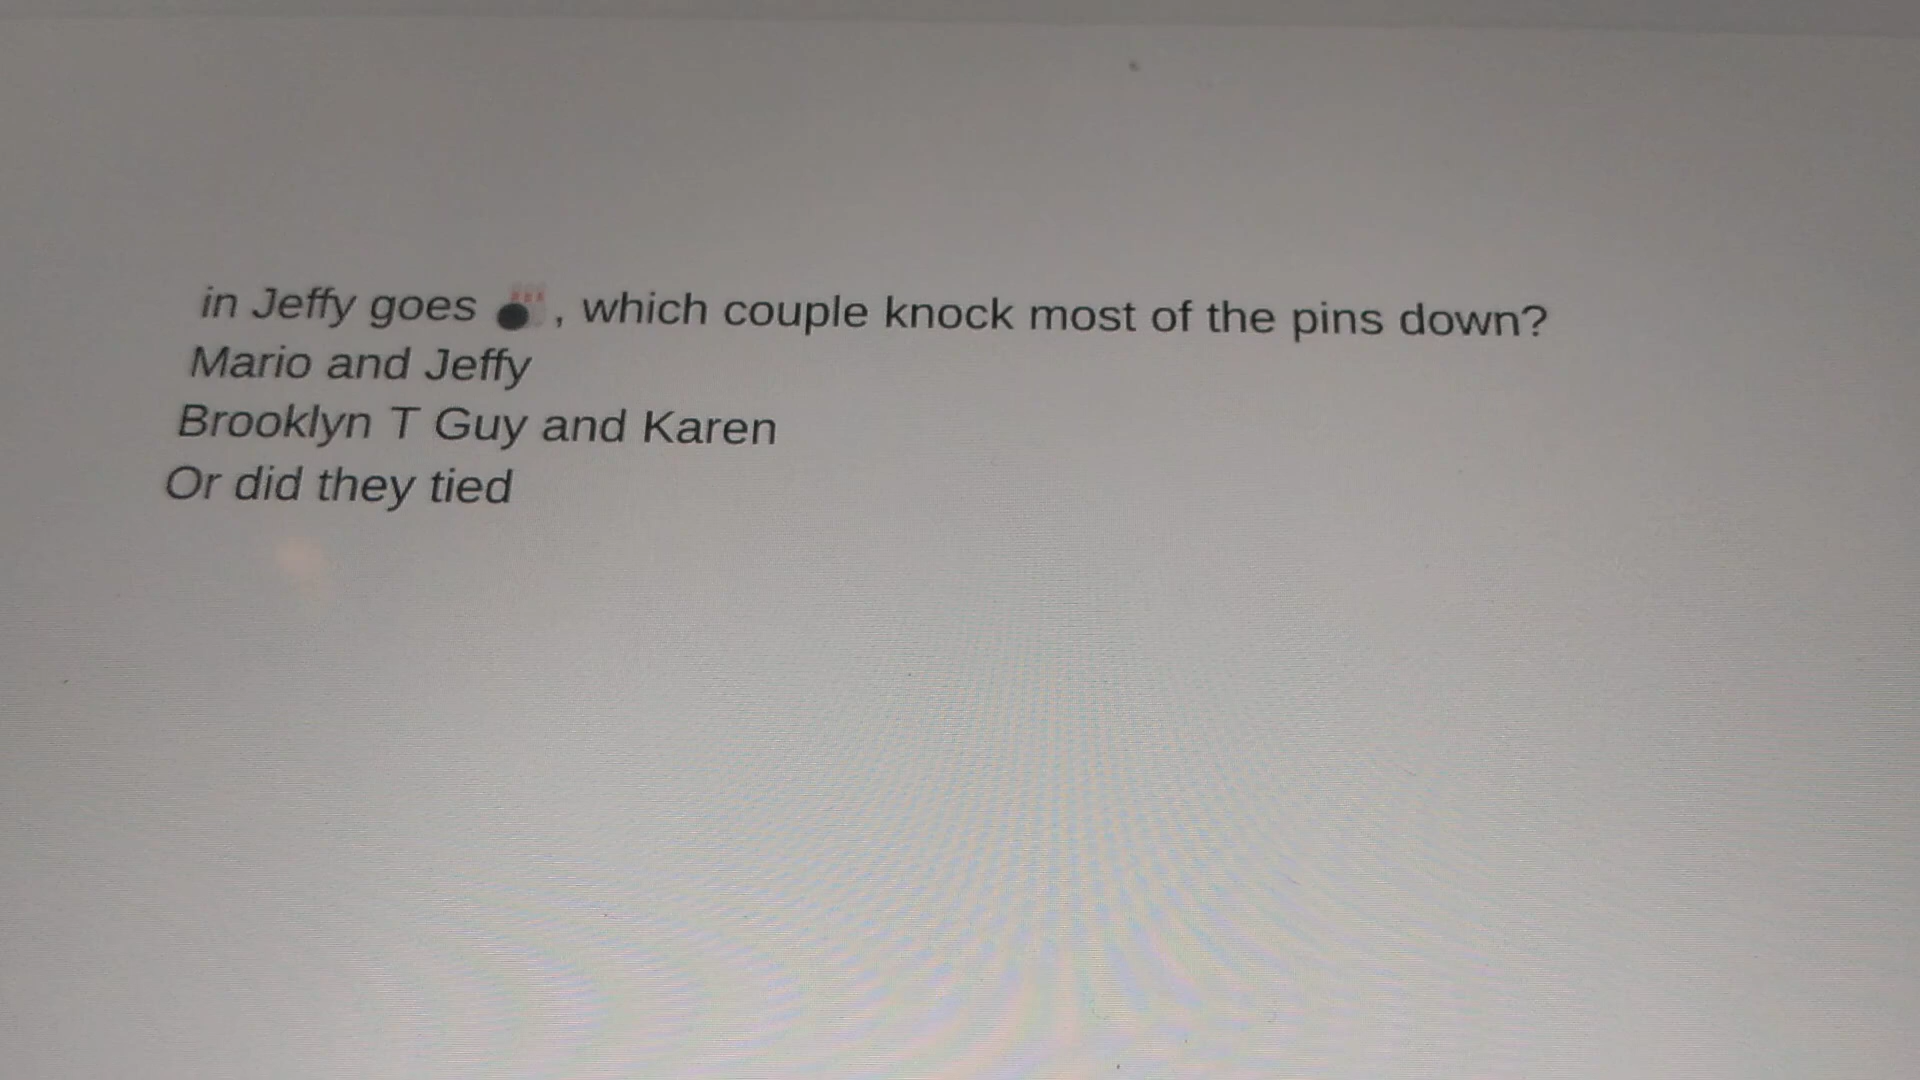 in Jeffy goes 🎳, which couple knock most of the pins down?
Mario and Jeffy
Brooklyn T Guy and Karen
Or did they tied